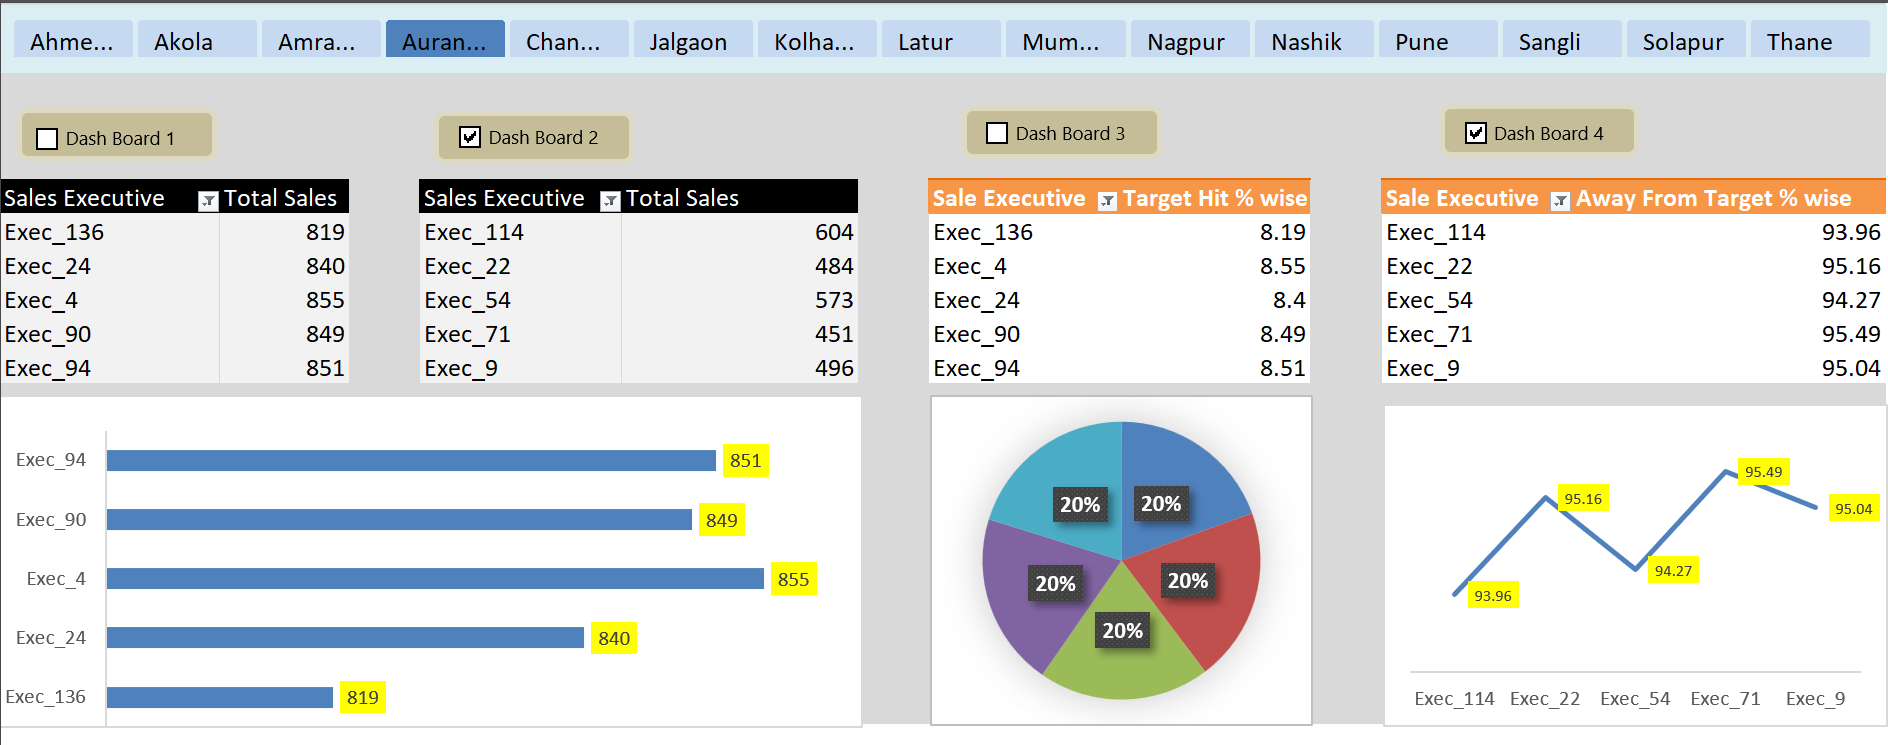 Ahme... Akola Amra... Auran... Chan... Jalgaon Kolha... Latur Mum... Nagpur Nashik Pune Sangli Solapur Thane
Dash Board 1
Dash Board 2
Dash Board 3
Dash Board 4
Sales Executive Total Sales
Exec_136 819
Exec_24 840
Exec_4 855
Exec_90 849
Exec_94 851
Sales Executive Total Sales
Exec_114 604
Exec_22 484
Exec_54 573
Exec_71 451
Exec_9 496
Sale Executive Target Hit % wise
Exec_136 8.19
Exec_4 8.55
Exec_24 8.4
Exec_90 8.49
Exec_94 8.51
Sale Executive Away From Target % wise
Exec_114 93.96
Exec_22 95.16
Exec_54 94.27
Exec_71 95.49
Exec_9 95.04
Exec_94 851
Exec_90 849
Exec_4 855
Exec_24 840
Exec_136 819
20% 20%
20% 20%
20%
95.49
95.16
95.04
94.27
93.96
Exec_114 Exec_22 Exec_54 Exec_71 Exec_9